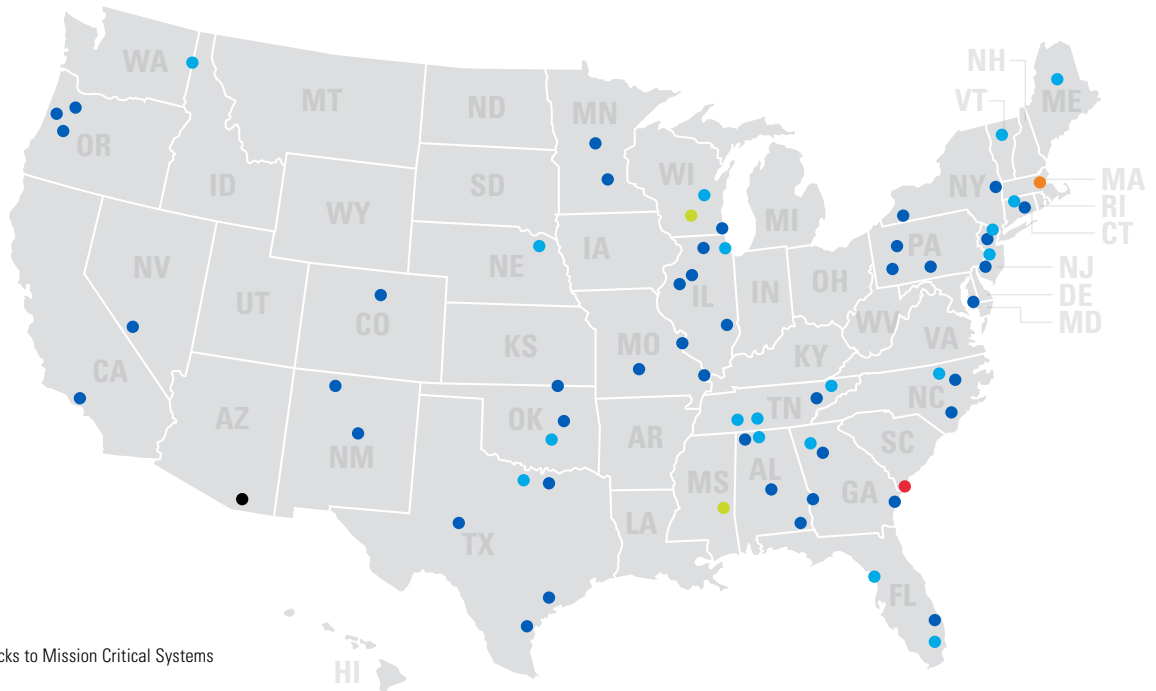 NH
WA
ME
MT
ND
VT
MN
OR
WI
NY
MA
ID
SD
RI
WY
MI
CT
PA
IA
NE
NV
OH
NJ
IL
IN
UT
DE
CO
WV
MD
VA
KS
MO
KY
CA
NC
TN
AZ
OK
AR
SC
NM
AL
MS
GA
LA
TX
FL
to Mission Critical Systems
HI